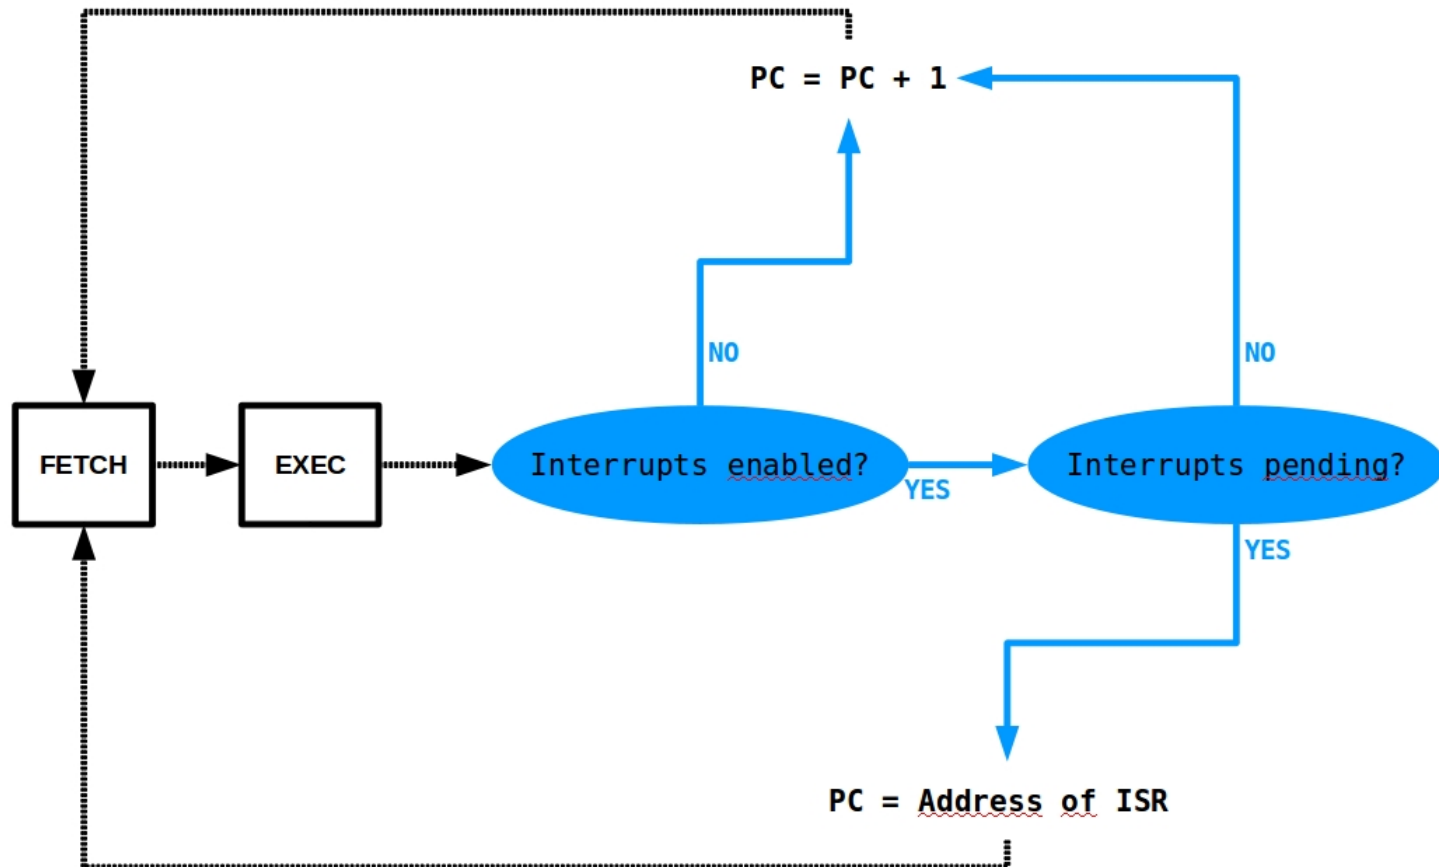 PC = PC + 1
NO
NO
FETCH
EXEC
Interrupts enabled?
YES
Interrupts pending?
YES
PC = Address of ISR